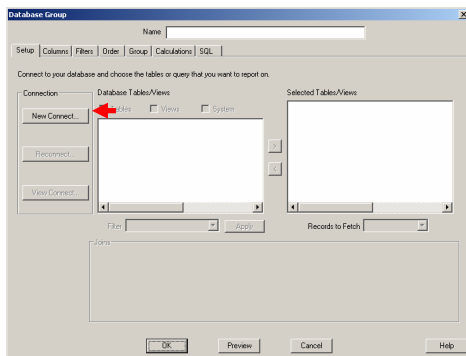 Database Group
Name
Setup Columns Filters Order Group Calculations SQL
Connect to your database and choose the tables or query that you want to report on.
Connection
Database Tables/Views
Selected Tables/Views
Tables Views System
New Connect...
Reconnect...
View Connect...
>
<
Filter Apply Records to Fetch
Joins
OK Preview Cancel Help